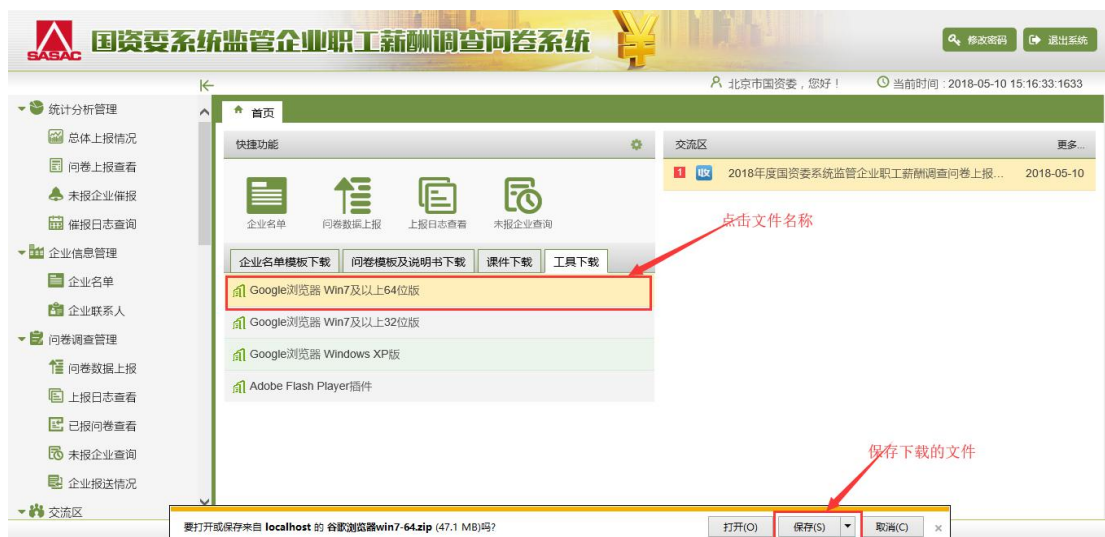 SASAC 国资委系统监管企业职工薪酬调查问卷系统
修改密码 退出系统
北京市国资委，您好！ 当前时间：2018-05-10 15:16:33:1633
统计分析管理
总体上报情况
问卷上报查看
未报企业催报
催报日志查询
企业信息管理
企业名单
企业联系人
问卷调查管理
问卷数据上报
上报日志查看
已报问卷查看
未报企业查询
企业报送情况
交流区
首页
快捷功能
企业名单 问卷数据上报 上报日志查看 未报企业查询
企业名单模板下载 问卷模板及说明书下载 课件下载 工具下载
Google浏览器 Win7及以上64位版
Google浏览器 Win7及以上32位版
Google浏览器 Windows XP版
Adobe Flash Player插件
交流区 更多...
1 收 2018年度国资委系统监管企业职工薪酬调查问卷上报... 2018-05-10
点击文件名称
保存下载的文件
要打开或保存来自 localhost 的 谷歌浏览器win7-64.zip (47.1 MB)吗?
打开(O) 保存(S) 取消(C) ×